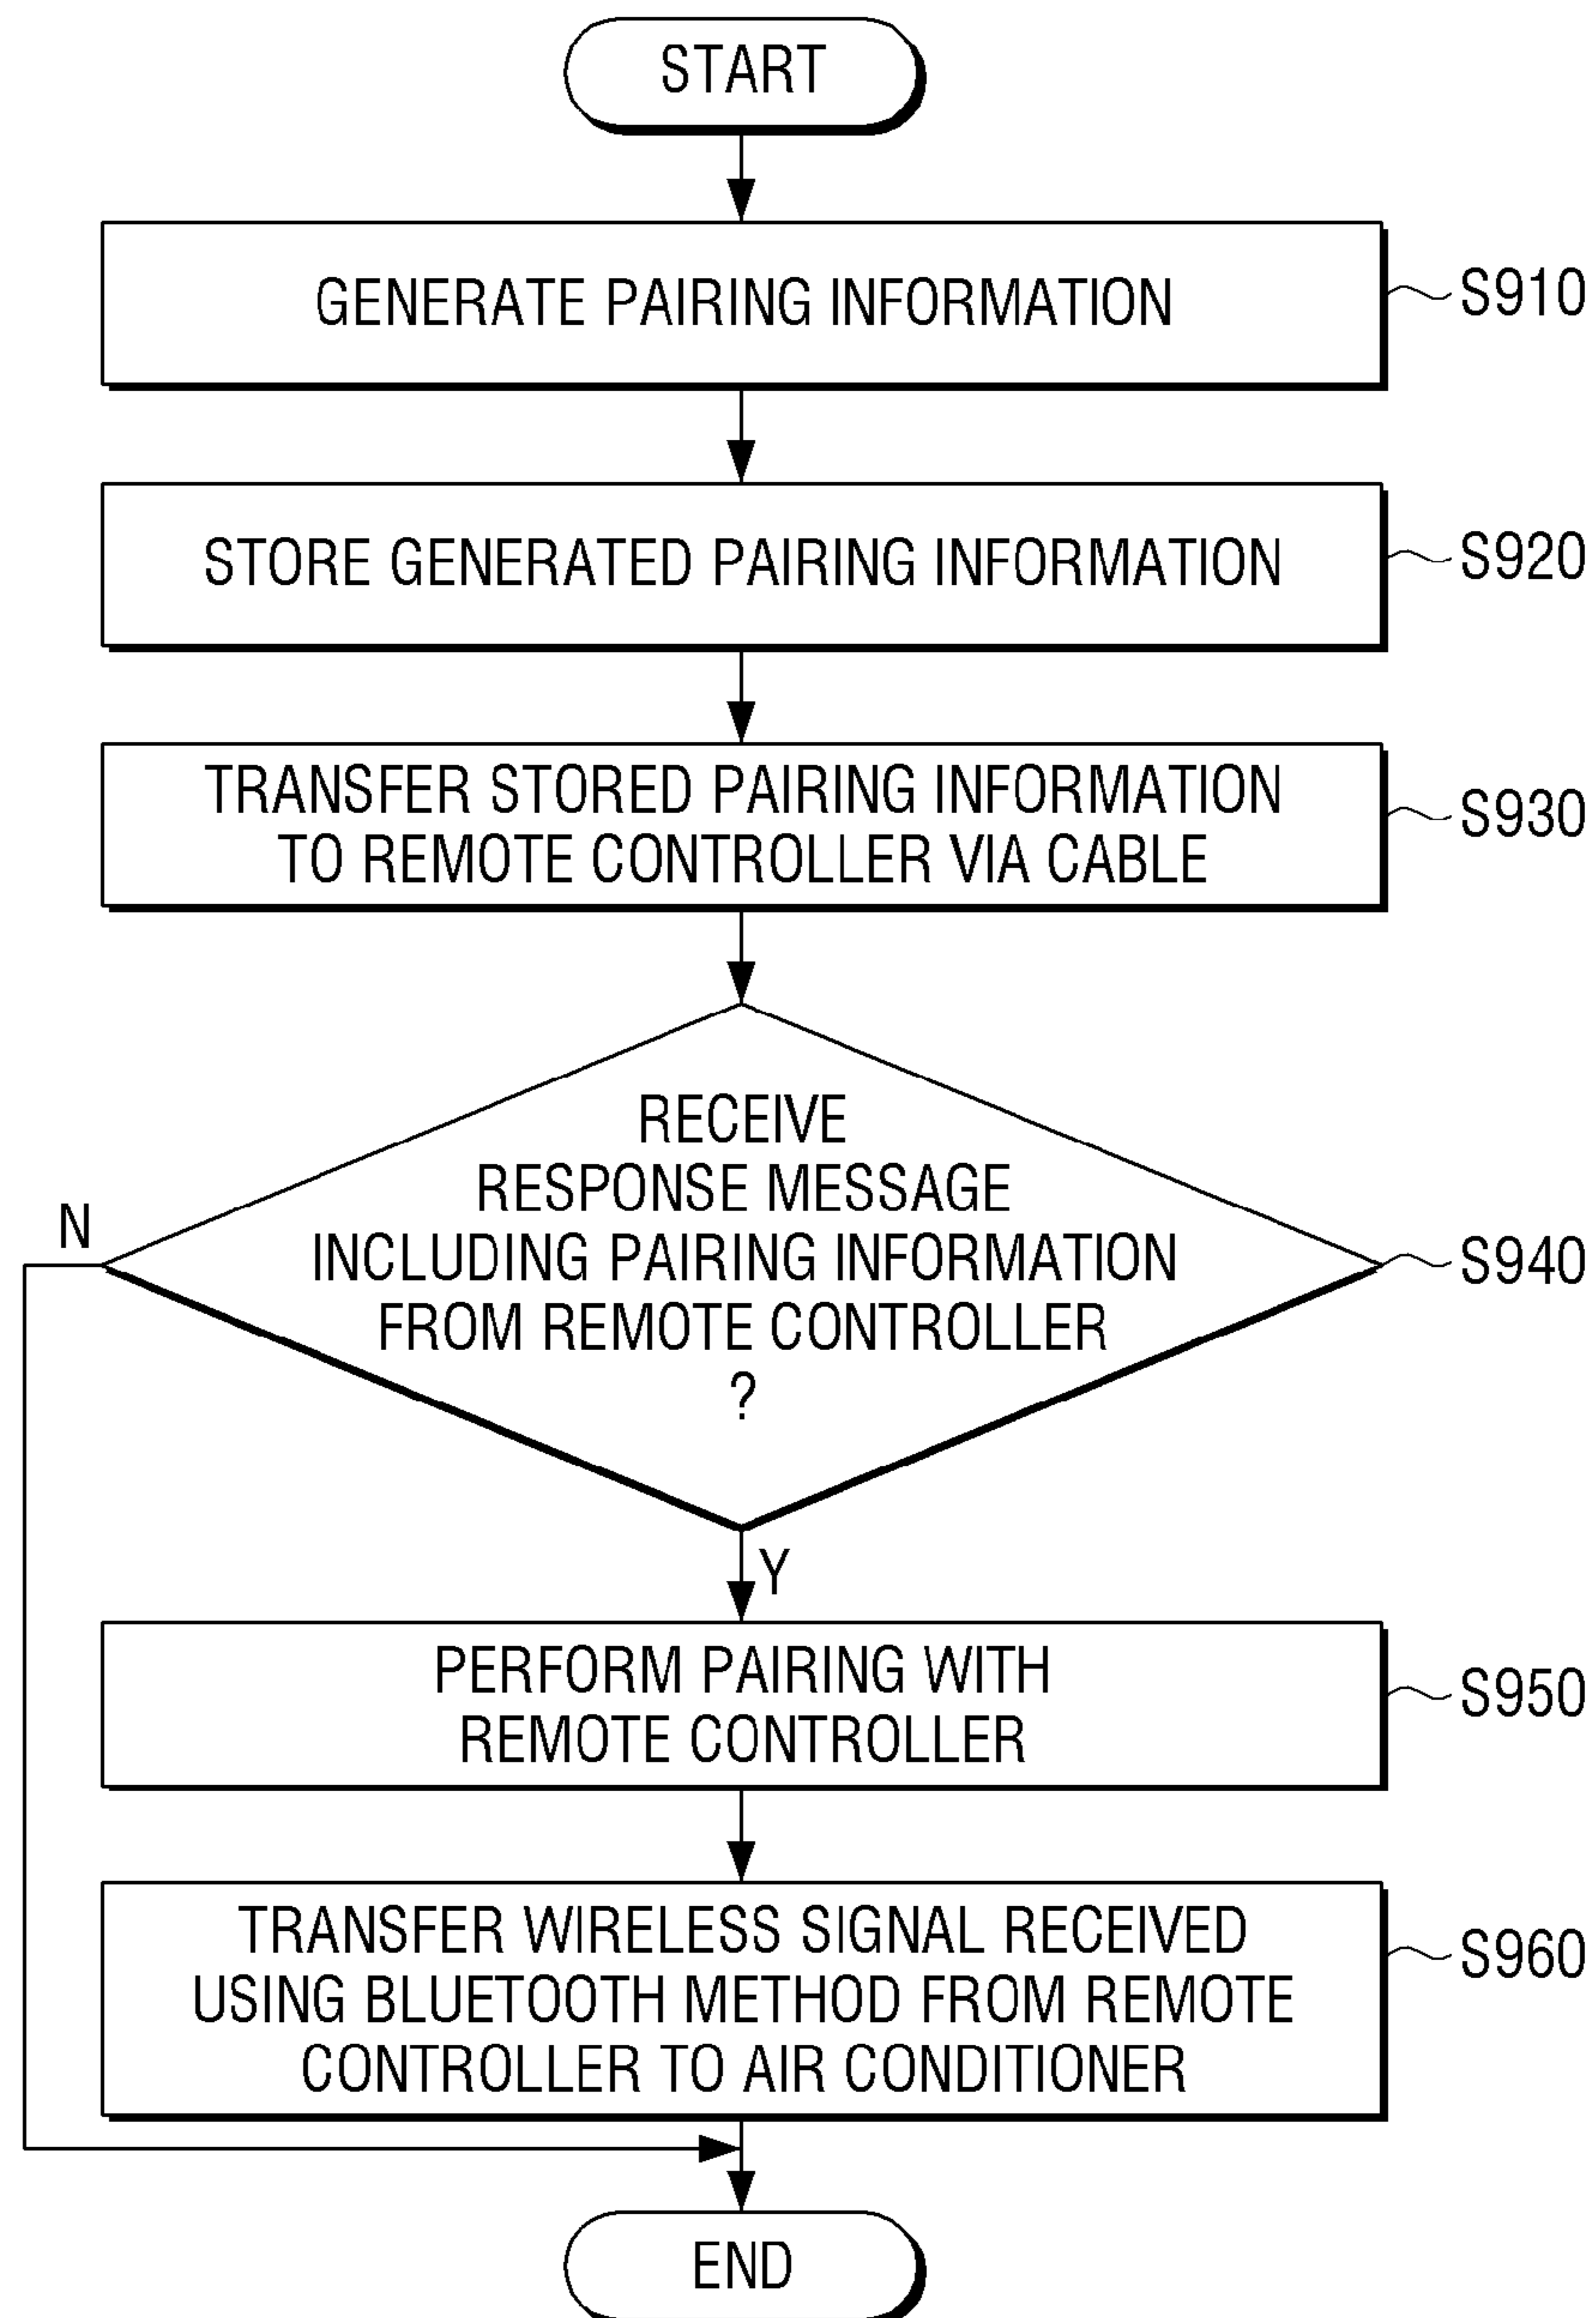 START
GENERATE PAIRING INFORMATION
S910
STORE GENERATED PAIRING INFORMATION
S920
TRANSFER STORED PAIRING INFORMATION
TO REMOTE CONTROLLER VIA CABLE
S930
RECEIVE
RESPONSE MESSAGE
INCLUDING PAIRING INFORMATION
FROM REMOTE CONTROLLER
?
N
S940
Y
PERFORM PAIRING WITH
REMOTE CONTROLLER
S950
TRANSFER WIRELESS SIGNAL RECEIVED
USING BLUETOOTH METHOD FROM REMOTE
CONTROLLER TO AIR CONDITIONER
S960
END